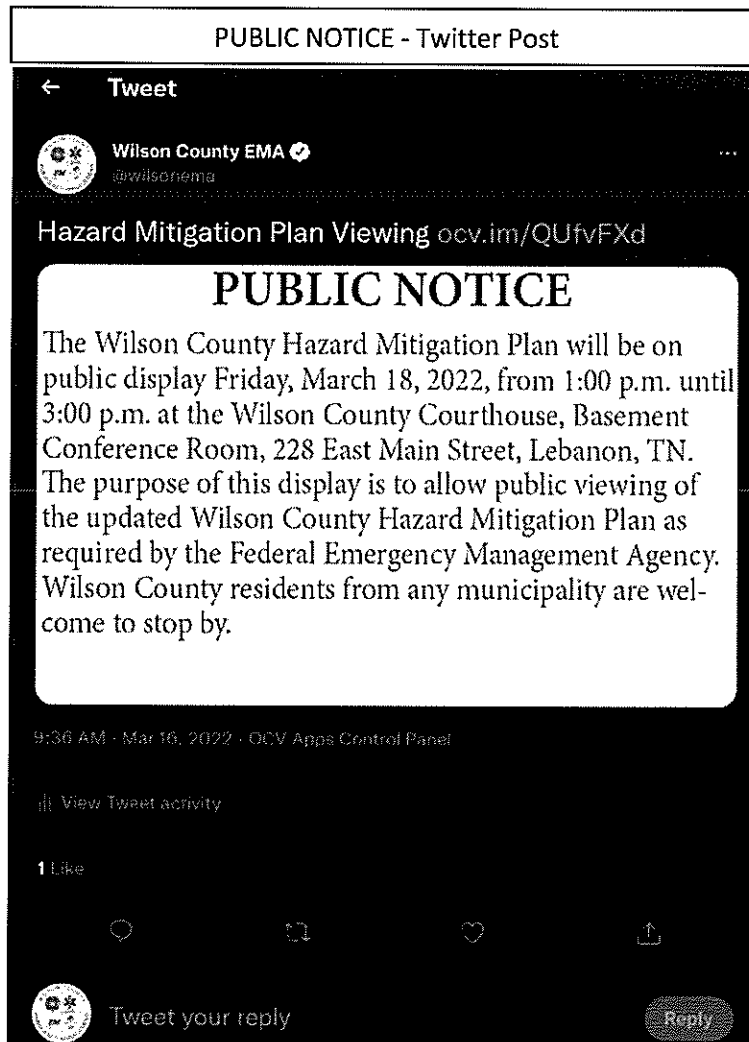 PUBLIC NOTICE - Twitter Post
← Tweet
Wilson County EMA
@wilsonema
Hazard Mitigation Plan Viewing ocv.im/QUfvFXd
PUBLIC NOTICE
The Wilson County Hazard Mitigation Plan will be on
public display Friday, March 18, 2022, from 1:00 p.m. until
3:00 p.m. at the Wilson County Courthouse, Basement
Conference Room, 228 East Main Street, Lebanon, TN.
The purpose of this display is to allow public viewing of
the updated Wilson County Hazard Mitigation Plan as
required by the Federal Emergency Management Agency.
Wilson County residents from any municipality are wel-
come to stop by.
9:36 AM · Mar 16, 2022 · OCV Apps Control Panel
View Tweet activity
1 Like
Tweet your reply
Reply